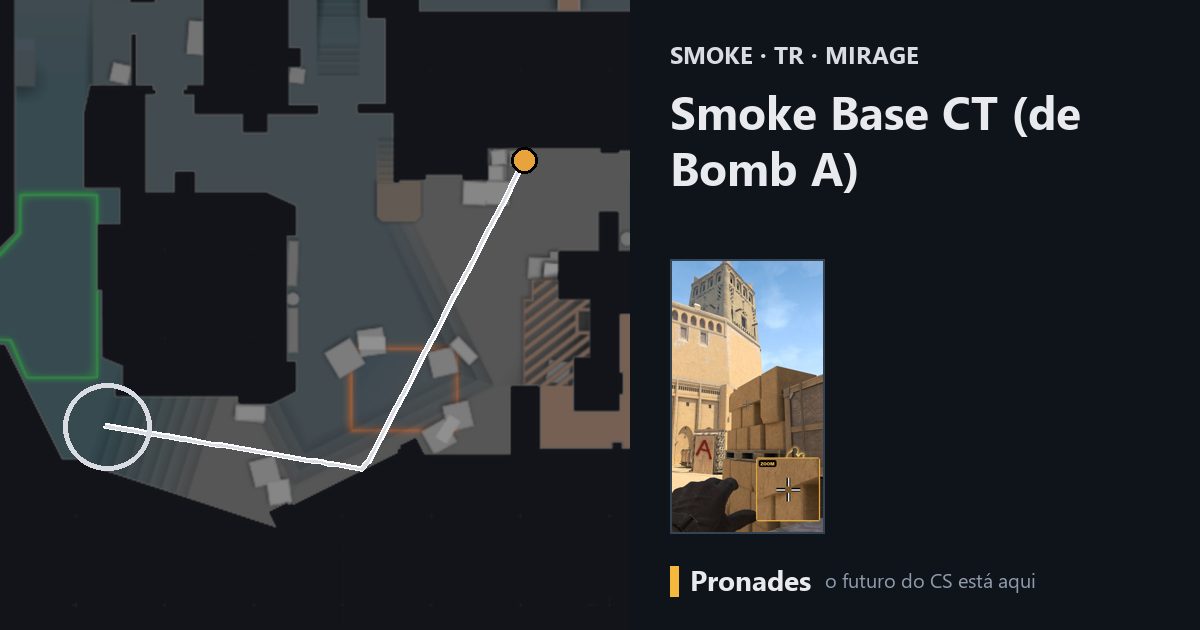 SMOKE · TR · MIRAGE
Smoke Base CT (de
Bomb A)
A
ZOOM
Pronades o futuro do CS está aqui